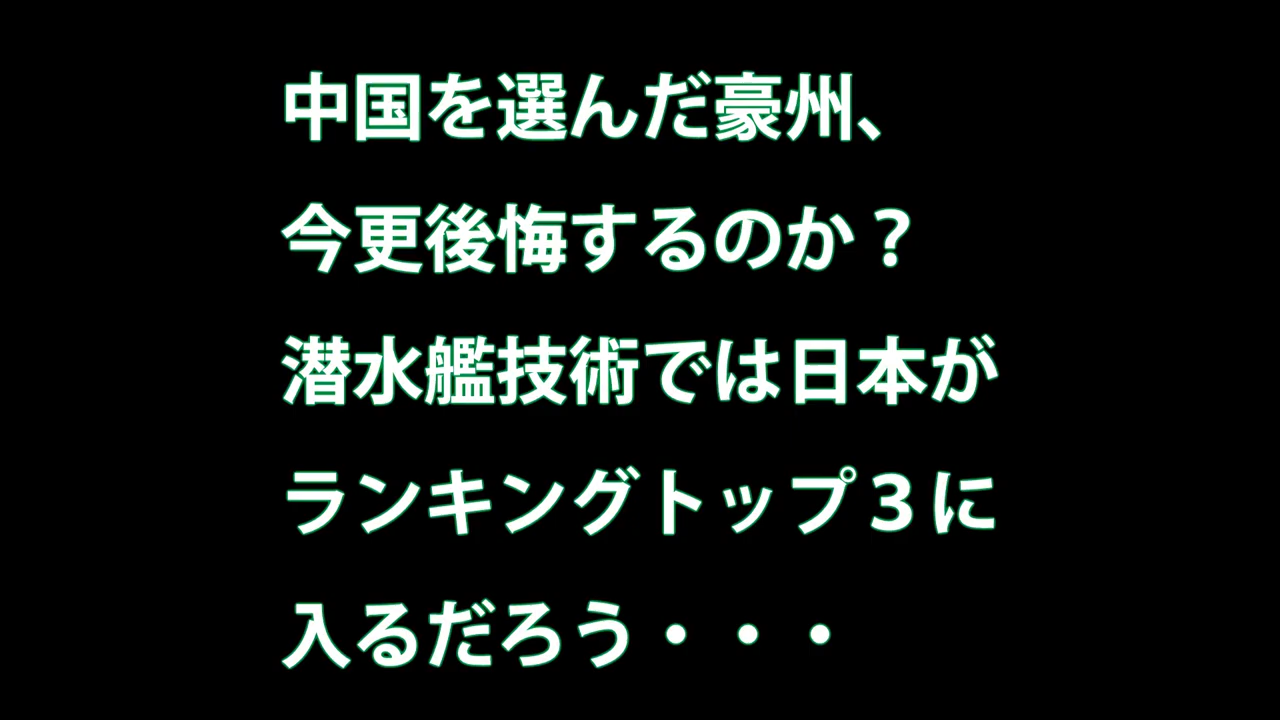 中国を選んだ豪州、
今更後悔するのか？
潜水艦技術では日本が
ランキングトップ３に
入るだろう・・・